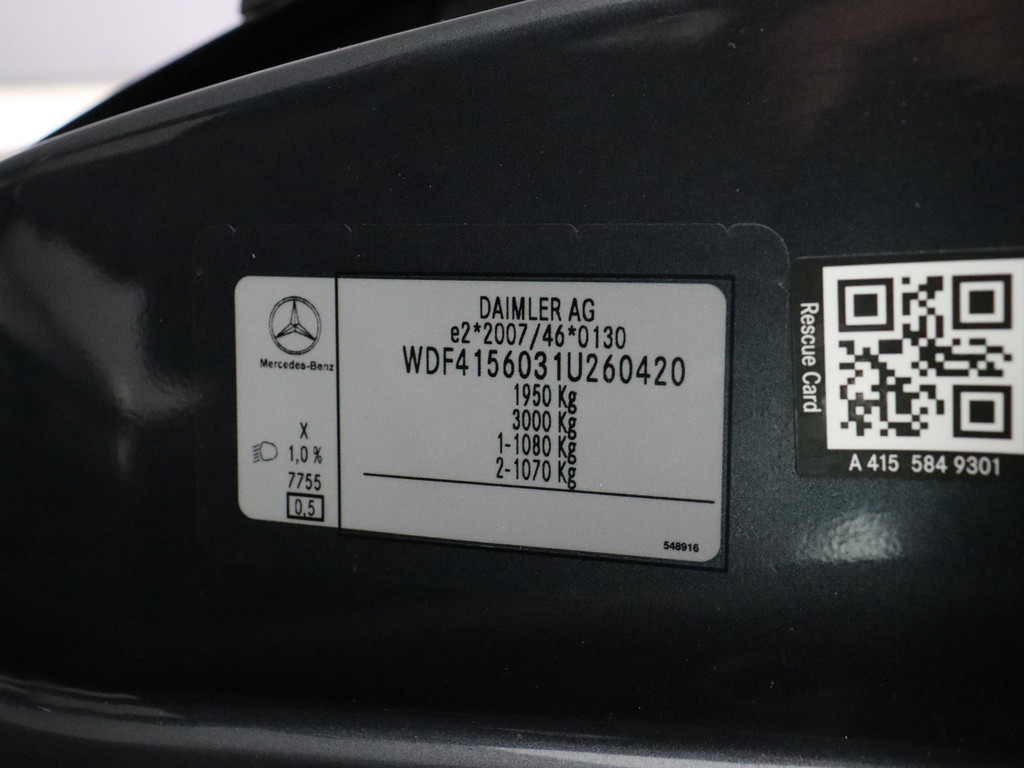 Mercedes-Benz
X
1,0 %
7755
0,5
DAIMLER AG
e2*2007/46*0130
WDF4156031U260420
1950 Kg
3000 Kg
1-1080 Kg
2-1070 Kg
548916
Rescue Card
A 415 584 9301